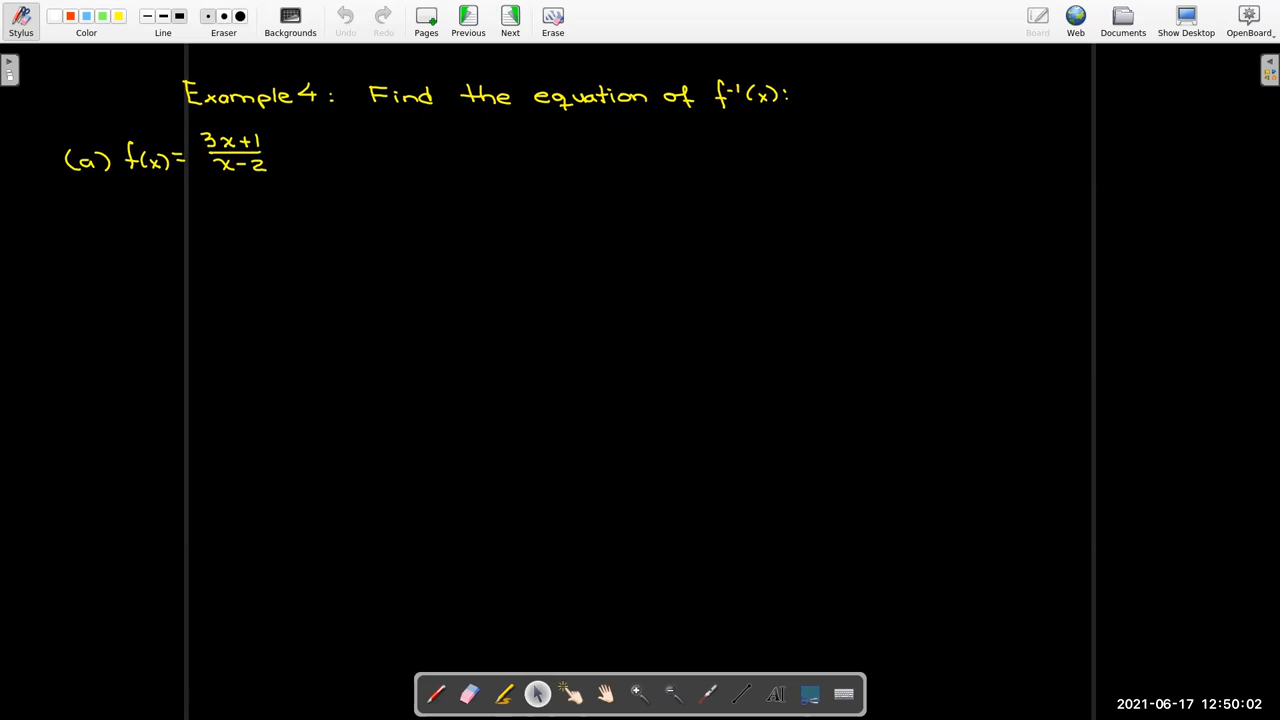 Stylus Color Line Eraser Backgrounds Undo Redo Pages Previous Next Erase Board Web Documents Show Desktop OpenBoard
Example 4: Find the equation of f⁻¹(x):
(a) f(x)= (3x+1)/(x-2)
AI
2021-06-17 12:50:02